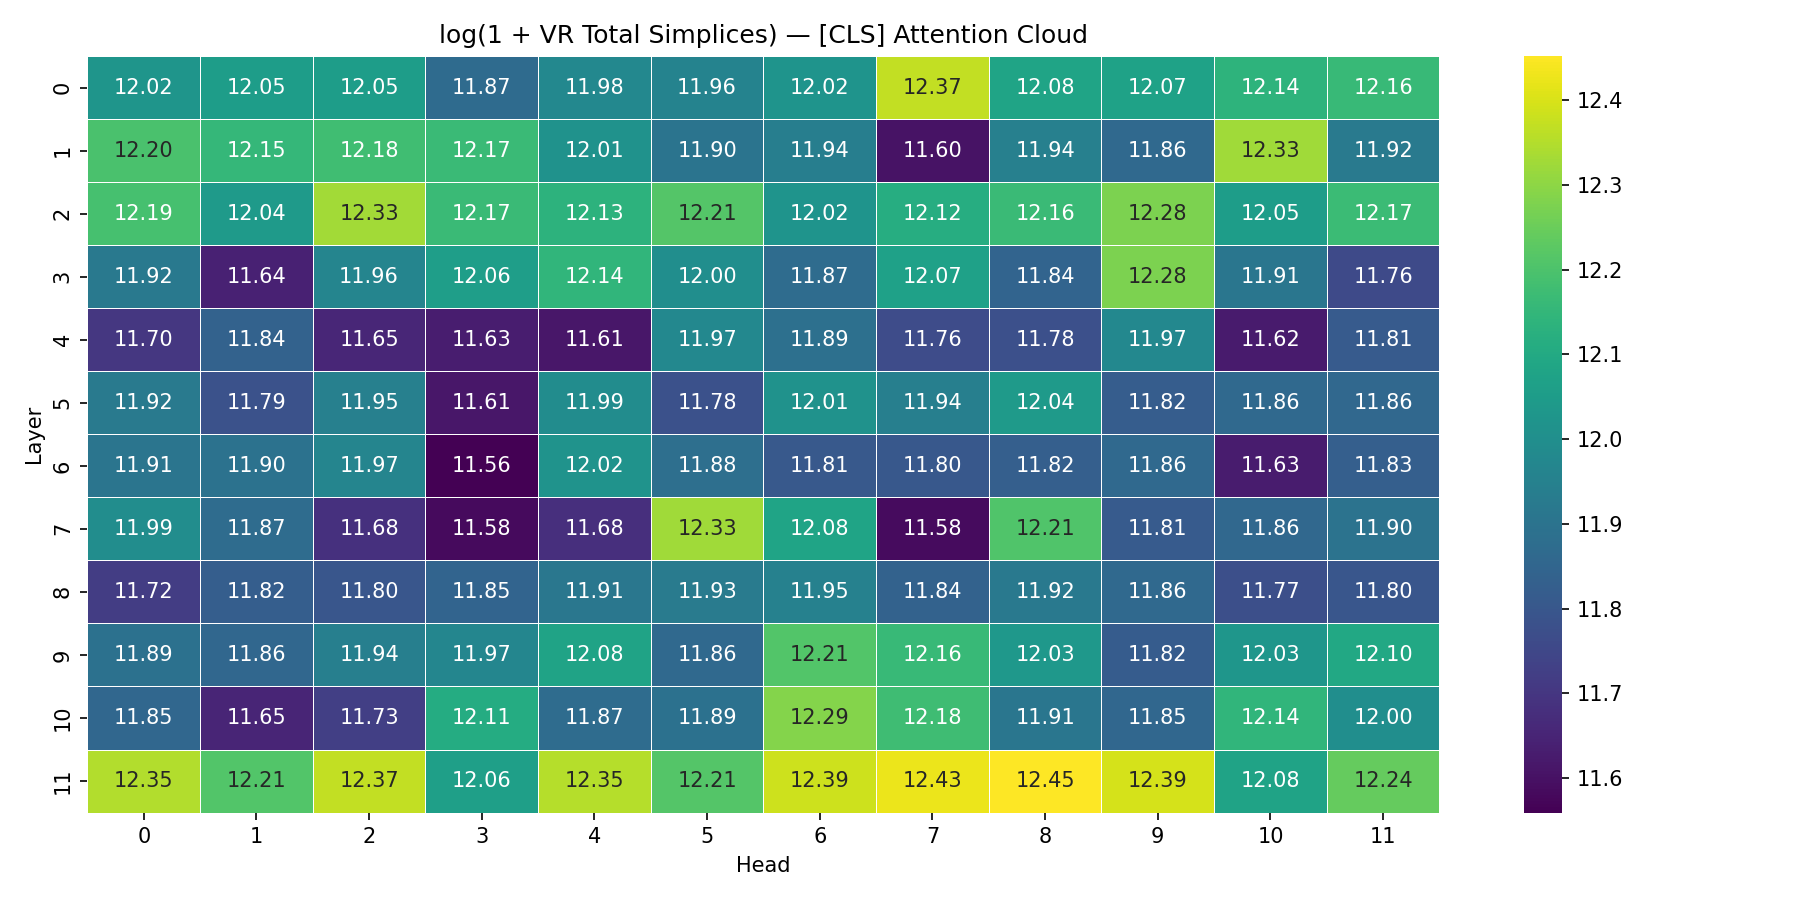 log(1 + VR Total Simplices) — [CLS] Attention Cloud
0 12.02 12.05 12.05 11.87 11.98 11.96 12.02 12.37 12.08 12.07 12.14 12.16
1 12.20 12.15 12.18 12.17 12.01 11.90 11.94 11.60 11.94 11.86 12.33 11.92
2 12.19 12.04 12.33 12.17 12.13 12.21 12.02 12.12 12.16 12.28 12.05 12.17
3 11.92 11.64 11.96 12.06 12.14 12.00 11.87 12.07 11.84 12.28 11.91 11.76
4 11.70 11.84 11.65 11.63 11.61 11.97 11.89 11.76 11.78 11.97 11.62 11.81
5 11.92 11.79 11.95 11.61 11.99 11.78 12.01 11.94 12.04 11.82 11.86 11.86
6 11.91 11.90 11.97 11.56 12.02 11.88 11.81 11.80 11.82 11.86 11.63 11.83
7 11.99 11.87 11.68 11.58 11.68 12.33 12.08 11.58 12.21 11.81 11.86 11.90
8 11.72 11.82 11.80 11.85 11.91 11.93 11.95 11.84 11.92 11.86 11.77 11.80
9 11.89 11.86 11.94 11.97 12.08 11.86 12.21 12.16 12.03 11.82 12.03 12.10
10 11.85 11.65 11.73 12.11 11.87 11.89 12.29 12.18 11.91 11.85 12.14 12.00
11 12.35 12.21 12.37 12.06 12.35 12.21 12.39 12.43 12.45 12.39 12.08 12.24
0 1 2 3 4 5 6 7 8 9 10 11
Head
Layer
12.4
12.3
12.2
12.1
12.0
11.9
11.8
11.7
11.6